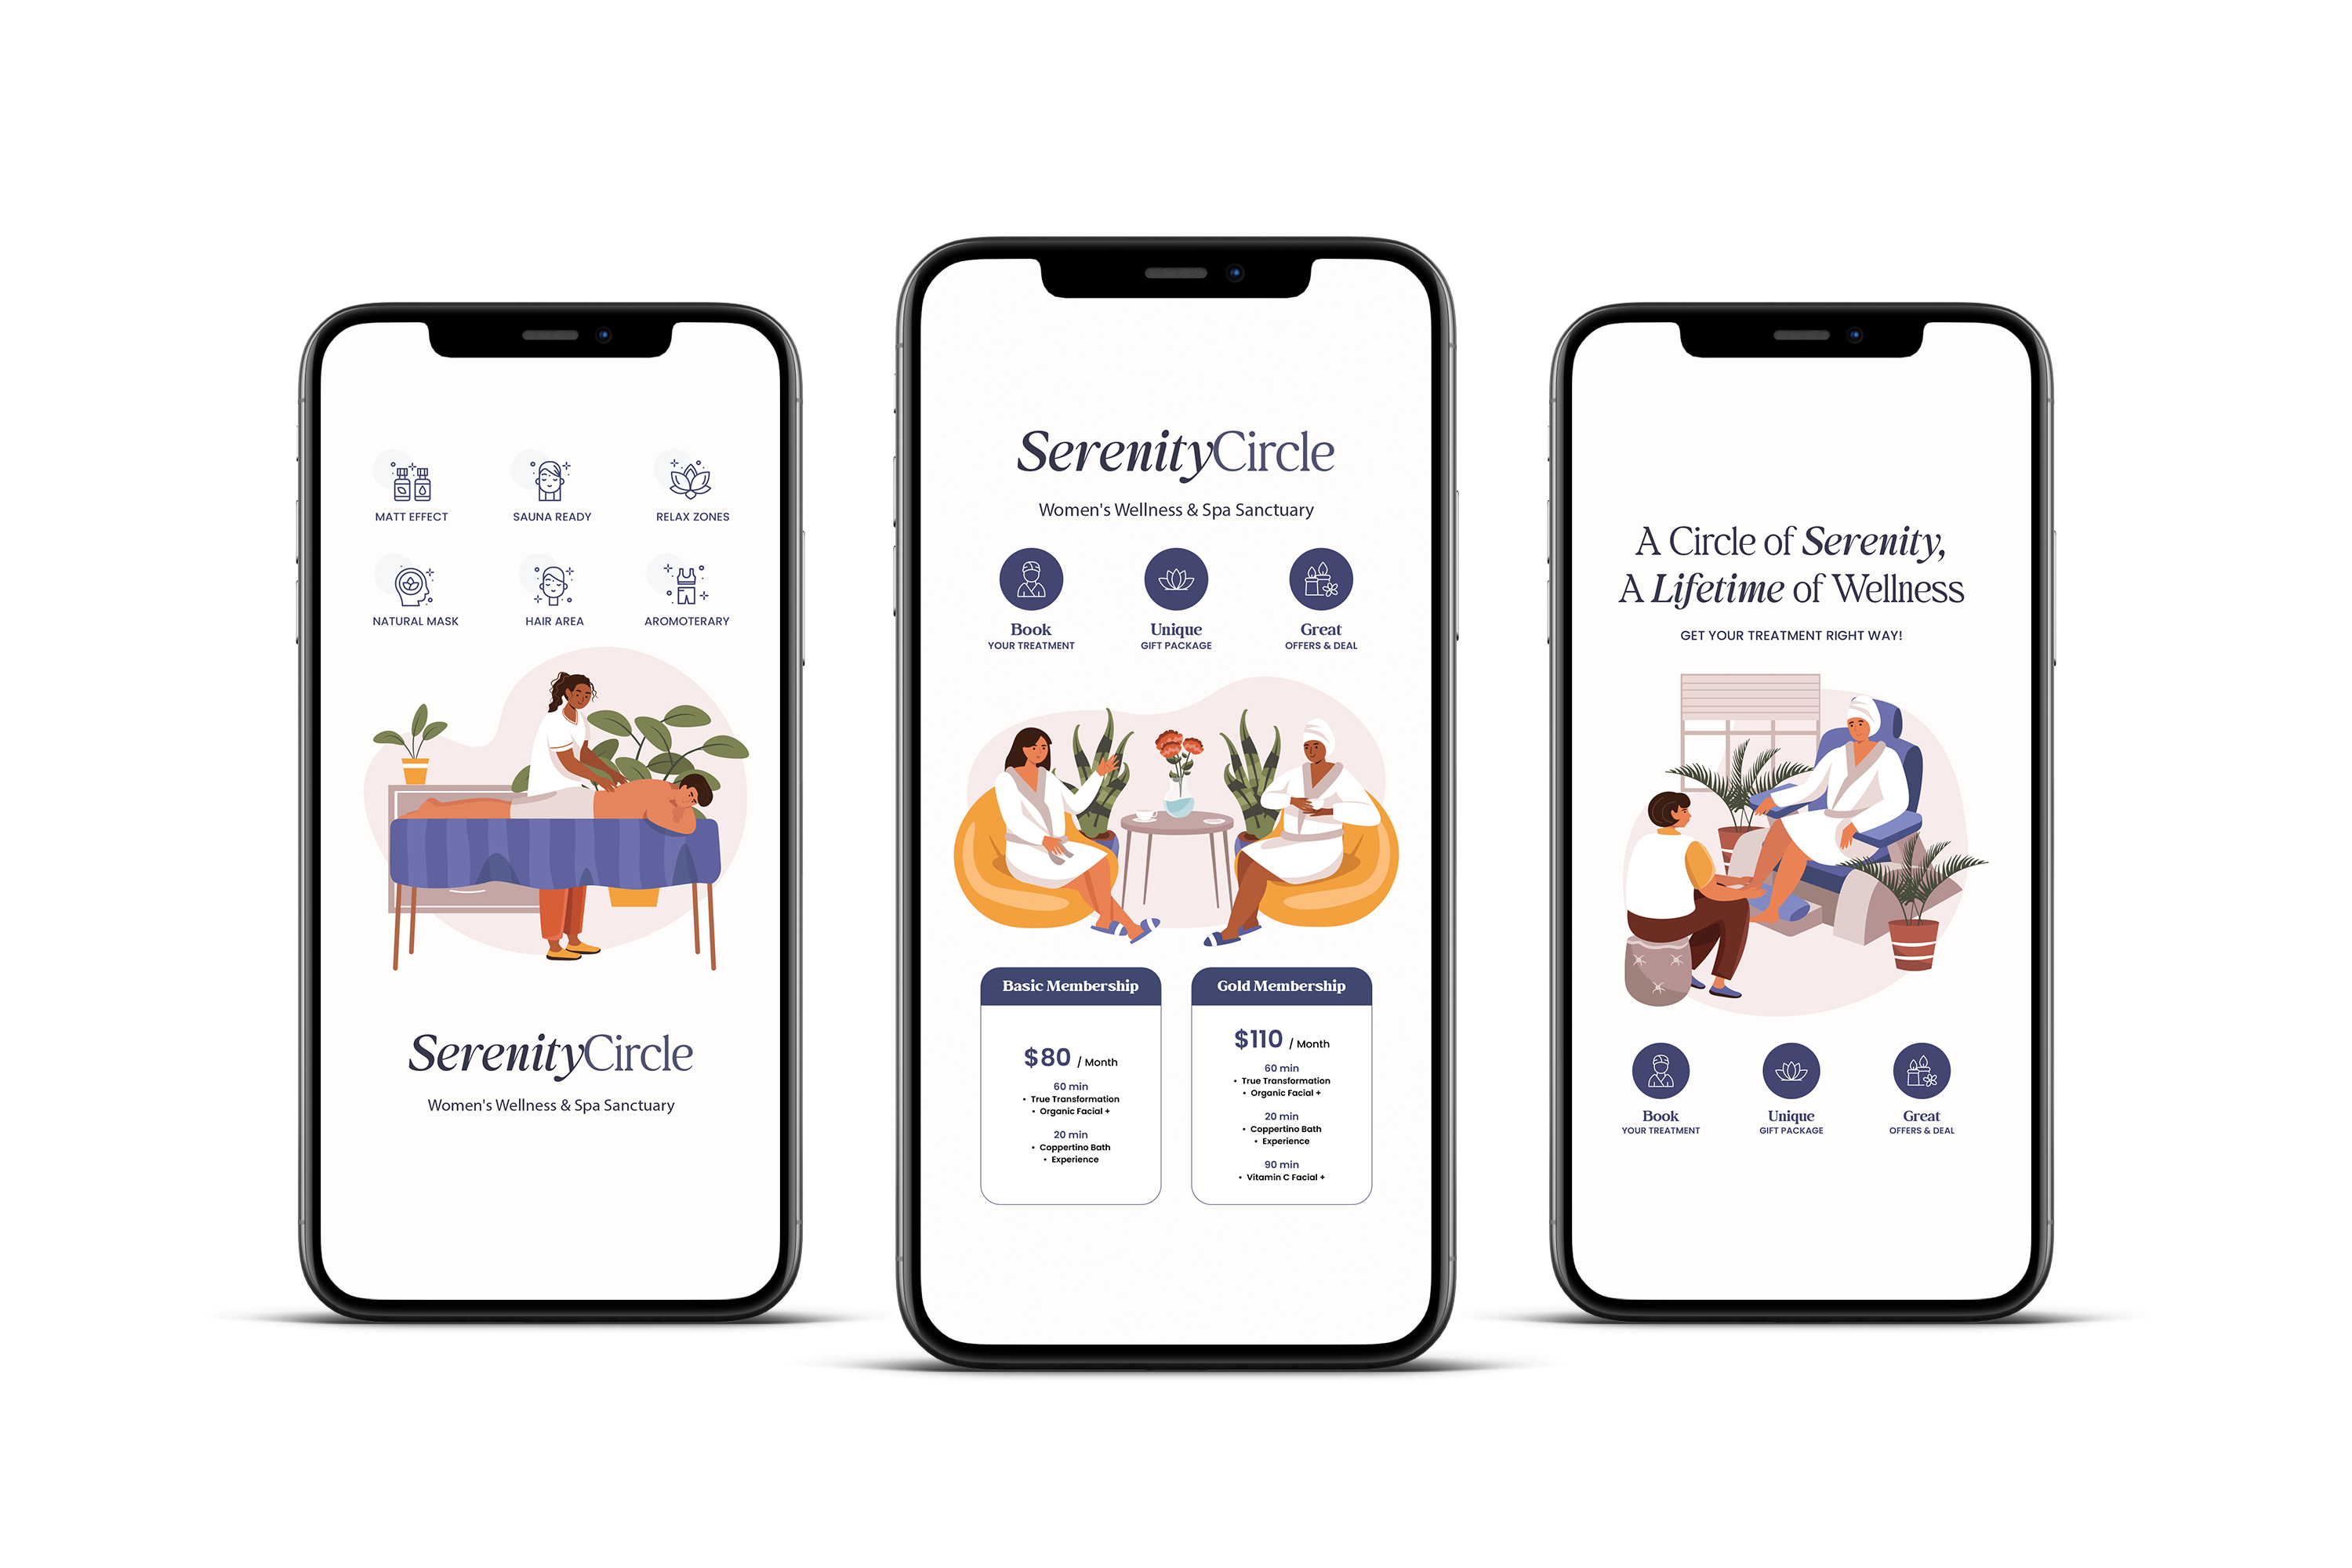 MATT EFFECT
SAUNA READY
RELAX ZONES
NATURAL MASK
HAIR AREA
AROMOTERARY
SerenityCircle
Women's Wellness & Spa Sanctuary
SerenityCircle
Women's Wellness & Spa Sanctuary
Book
YOUR TREATMENT
Unique
GIFT PACKAGE
Great
OFFERS & DEAL
Basic Membership
$80 / Month
60 min
• True Transformation
• Organic Facial +
20 min
• Coppertino Bath
• Experience
Gold Membership
$110 / Month
60 min
• True Transformation
• Organic Facial +
20 min
• Coppertino Bath
• Experience
90 min
• Vitamin C Facial +
A Circle of Serenity,
A Lifetime of Wellness
GET YOUR TREATMENT RIGHT WAY!
Book
YOUR TREATMENT
Unique
GIFT PACKAGE
Great
OFFERS & DEAL